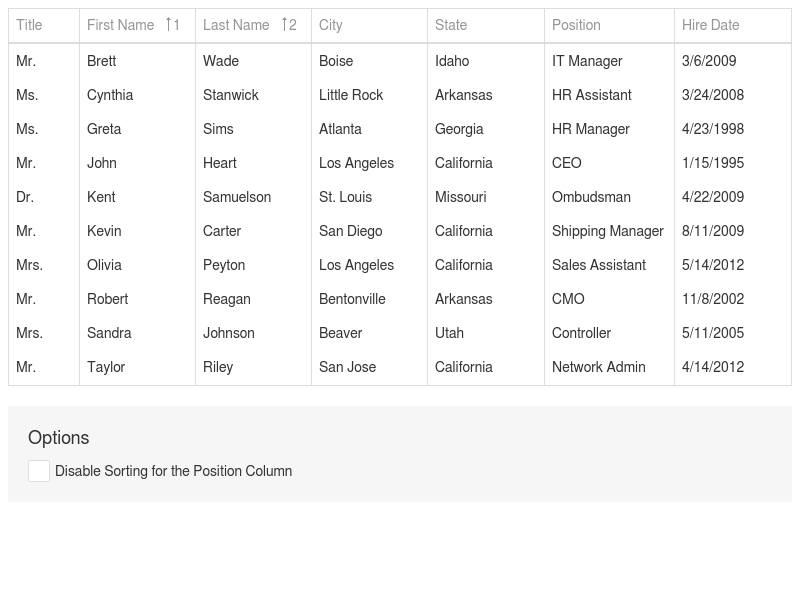 Title First Name ↑1 Last Name ↑2 City State Position Hire Date
Mr. Brett Wade Boise Idaho IT Manager 3/6/2009
Ms. Cynthia Stanwick Little Rock Arkansas HR Assistant 3/24/2008
Ms. Greta Sims Atlanta Georgia HR Manager 4/23/1998
Mr. John Heart Los Angeles California CEO 1/15/1995
Dr. Kent Samuelson St. Louis Missouri Ombudsman 4/22/2009
Mr. Kevin Carter San Diego California Shipping Manager 8/11/2009
Mrs. Olivia Peyton Los Angeles California Sales Assistant 5/14/2012
Mr. Robert Reagan Bentonville Arkansas CMO 11/8/2002
Mrs. Sandra Johnson Beaver Utah Controller 5/11/2005
Mr. Taylor Riley San Jose California Network Admin 4/14/2012
Options
Disable Sorting for the Position Column